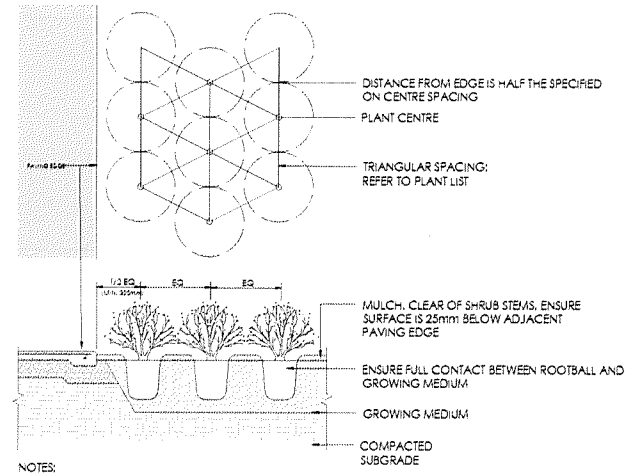 DISTANCE FROM EDGE IS HALF THE SPECIFIED
ON CENTRE SPACING
PLANT CENTRE
PAVING EDGE
TRIANGULAR SPACING;
REFER TO PLANT LIST
1/2 EQ
EQ
EQ
MULCH. CLEAR OF SHRUB STEMS, ENSURE
SURFACE IS 25mm BELOW ADJACENT
PAVING EDGE
ENSURE FULL CONTACT BETWEEN ROOTBALL AND
GROWING MEDIUM
GROWING MEDIUM
COMPACTED
SUBGRADE
NOTES: